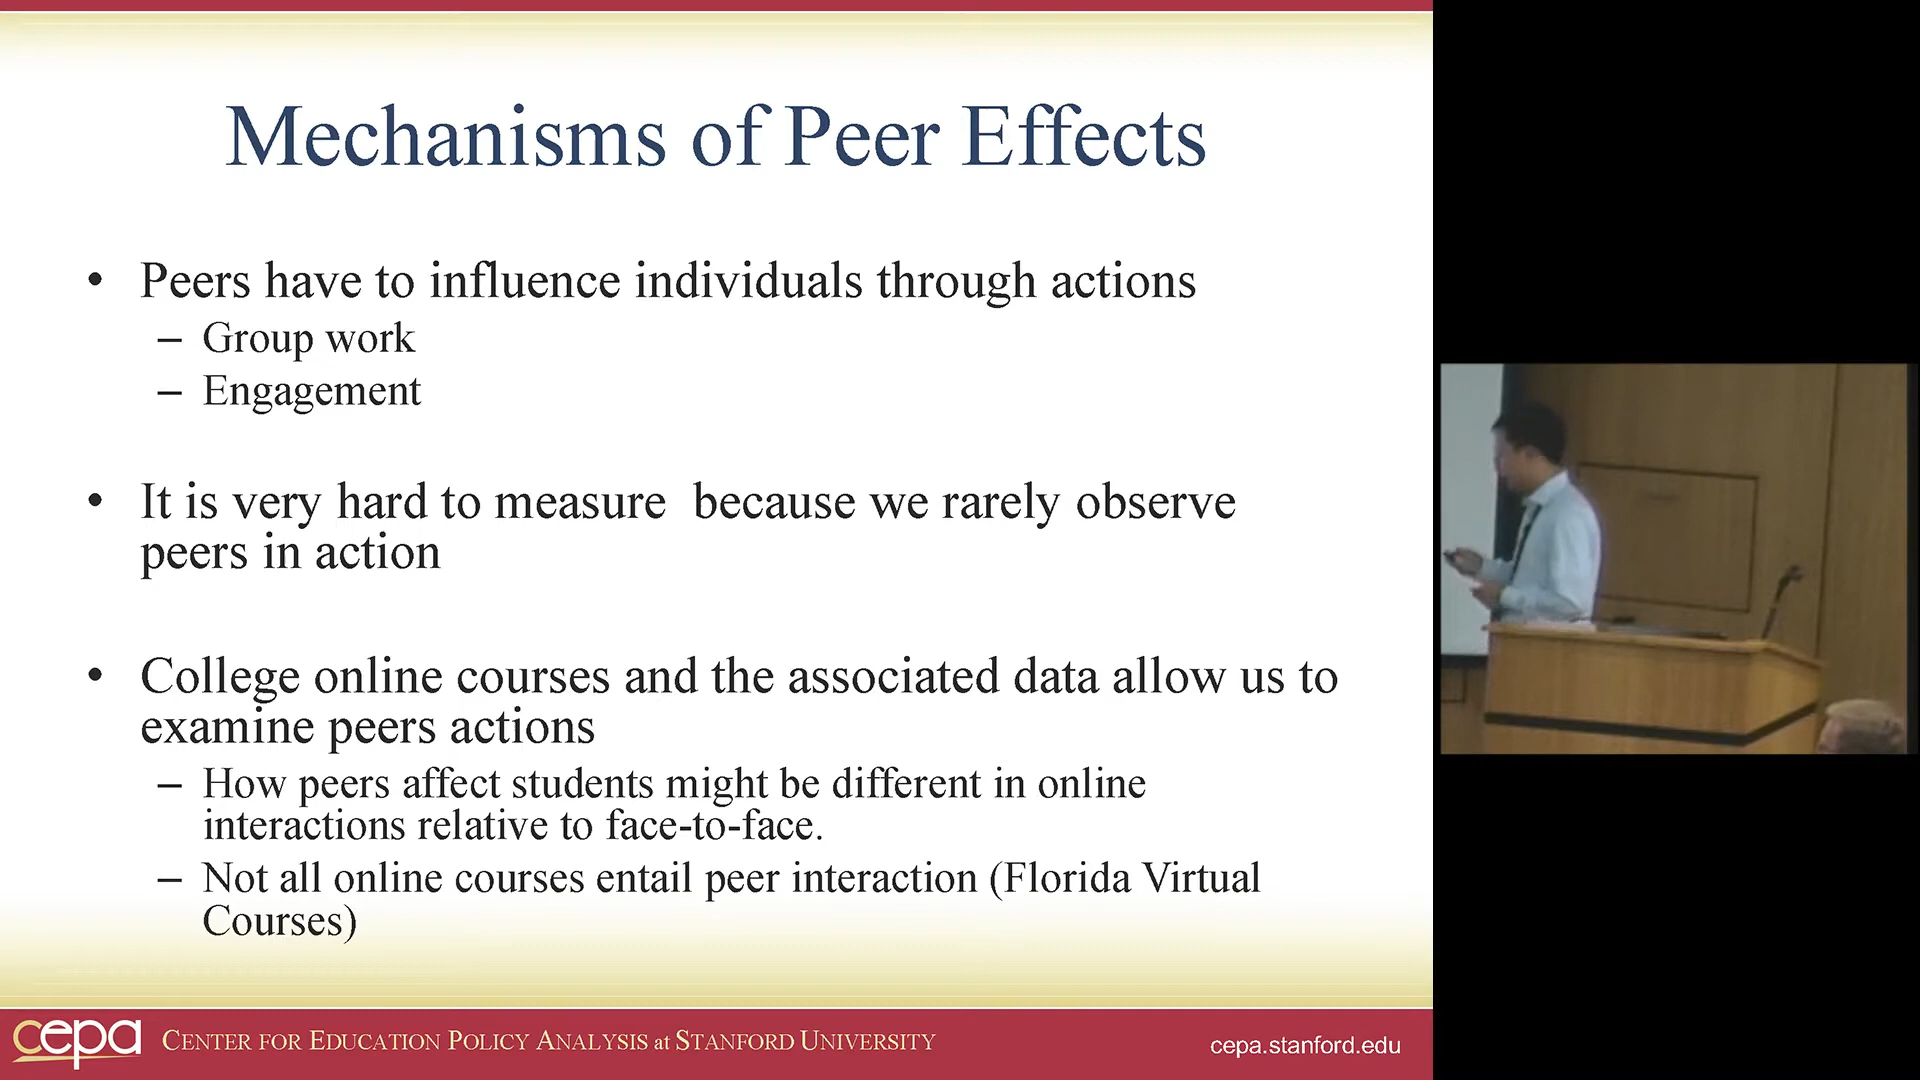 Mechanisms of Peer Effects
• Peers have to influence individuals through actions
– Group work
– Engagement
• It is very hard to measure  because we rarely observe
peers in action
• College online courses and the associated data allow us to
examine peers actions
– How peers affect students might be different in online
interactions relative to face-to-face.
– Not all online courses entail peer interaction (Florida Virtual
Courses)
cepa CENTER FOR EDUCATION POLICY ANALYSIS at STANFORD UNIVERSITY
cepa.stanford.edu